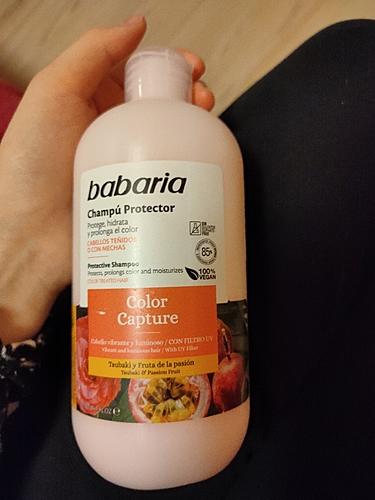 babaria
Champú Protector
Protege, hidrata
y prolonga el color
CABELLOS TEÑIDOS
O CON MECHAS
85%
Protective Shampoo
Protects, prolongs color and moisturizes
COLOR TREATED HAIR
100%
VEGAN
Color
Capture
Cabello vibrante y luminoso / CON FILTRO UV
Vibrant and luminous hair / With UV Filter
Tsubaki y Fruta de la pasión
Tsubaki & Passion Fruit